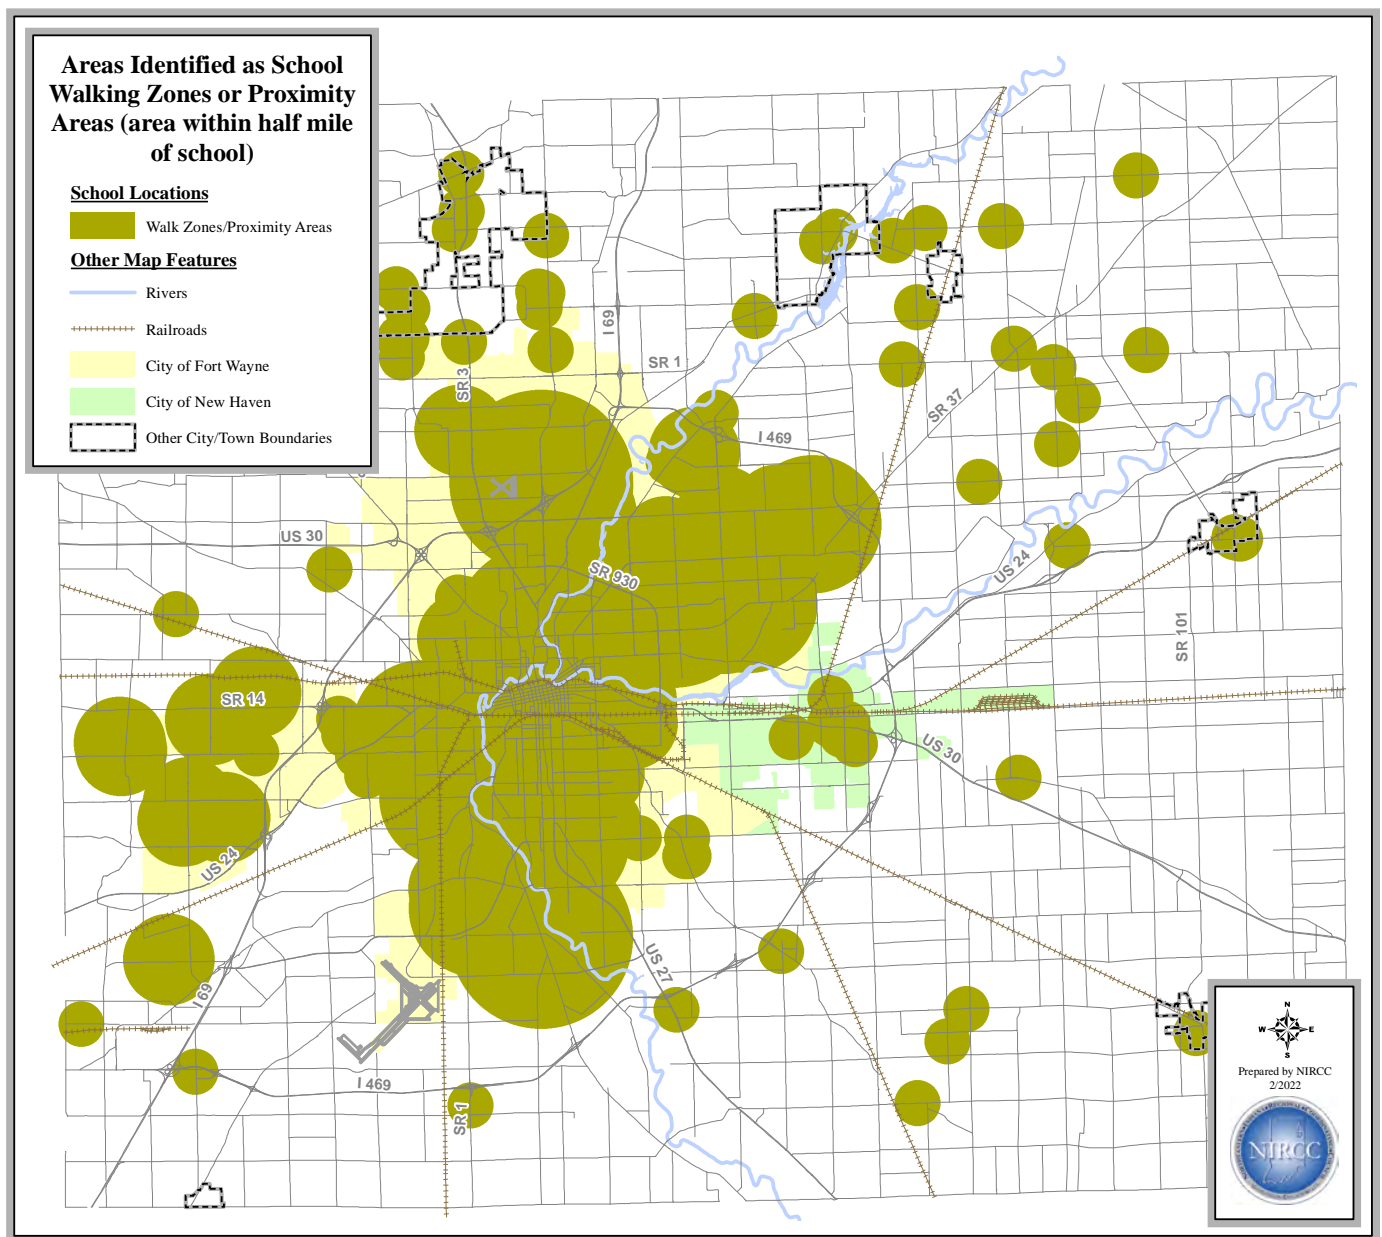 Areas Identified as School
Walking Zones or Proximity
Areas (area within half mile
of school)
School Locations
Walk Zones/Proximity Areas
Other Map Features
Rivers
Railroads
City of Fort Wayne
City of New Haven
Other City/Town Boundaries
I 69
SR 1
SR 3
SR 37
I 469
US 30
SR 930
US 24
SR 101
SR 14
US 30
US 24
US 27
I 69
I 469
SR 1
N
W E
S
Prepared by NIRCC
2/2022
NIRCC